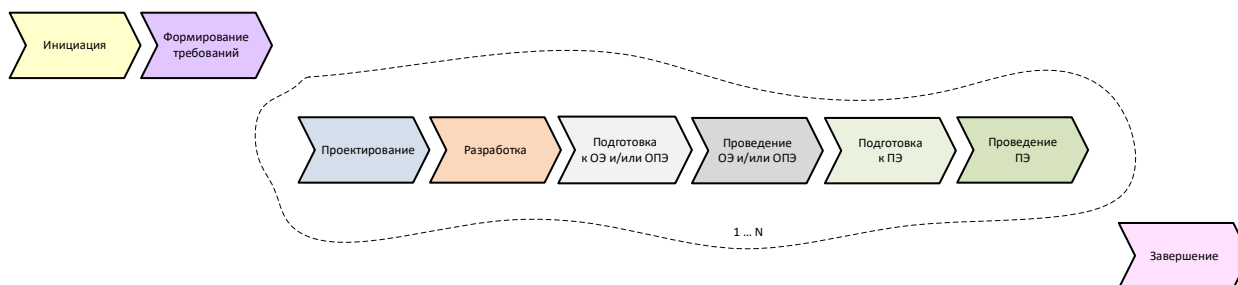 Инициация
Формирование
требований
Проектирование
Разработка
Подготовка
к ОЭ и/или ОПЭ
Проведение
ОЭ и/или ОПЭ
Подготовка
к ПЭ
Проведение
ПЭ
1 ... N
Завершение